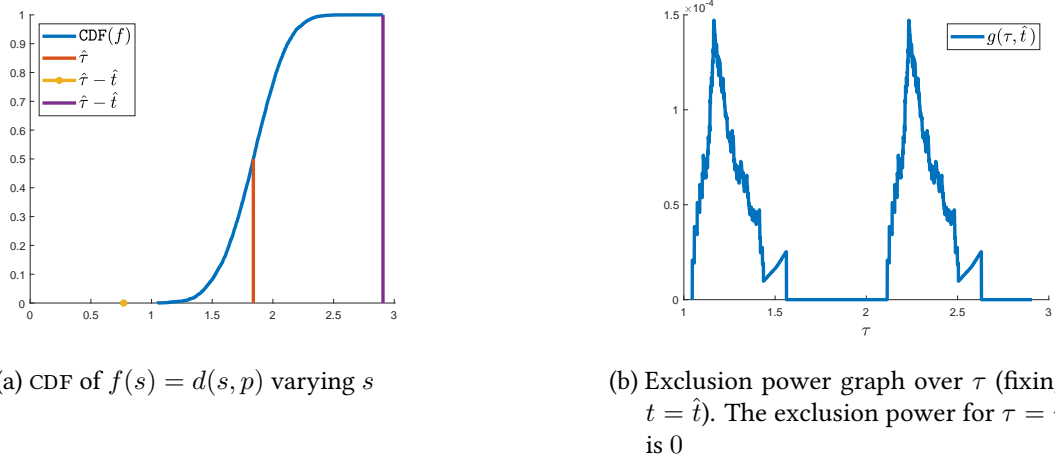 CDF(f)
τ̂
τ̂ − t̂
τ̂ − t̂
1
0.9
0.8
0.7
0.6
0.5
0.4
0.3
0.2
0.1
0
0 0.5 1 1.5 2 2.5 3
(a) CDF of f(s) = d(s, p) varying s
×10⁻⁴
g(τ, t̂)
1.5
1
0.5
0
1 1.5 2 2.5 3
τ
(b) Exclusion power graph over τ (fixing
t = t̂). The exclusion power for τ =
is 0